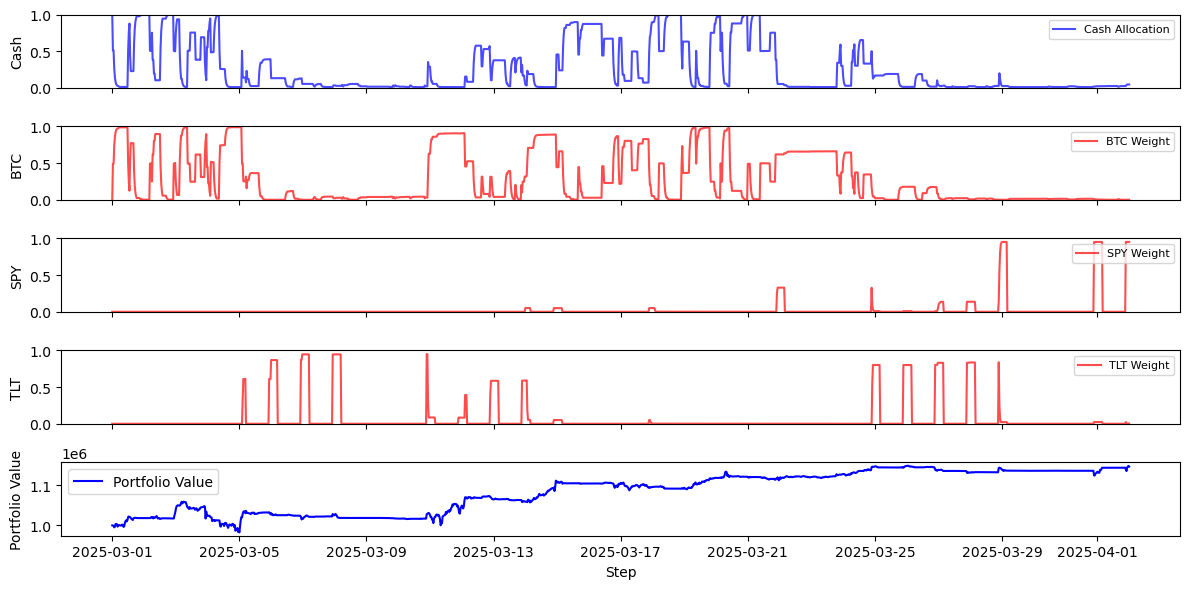 1.0
0.5
0.0
Cash
Cash Allocation
1.0
0.5
0.0
BTC
BTC Weight
1.0
0.5
0.0
SPY
SPY Weight
1.0
0.5
0.0
TLT
TLT Weight
1e6
1.1
1.0
Portfolio Value
Portfolio Value
2025-03-01 2025-03-05 2025-03-09 2025-03-13 2025-03-17 2025-03-21 2025-03-25 2025-03-29 2025-04-01
Step